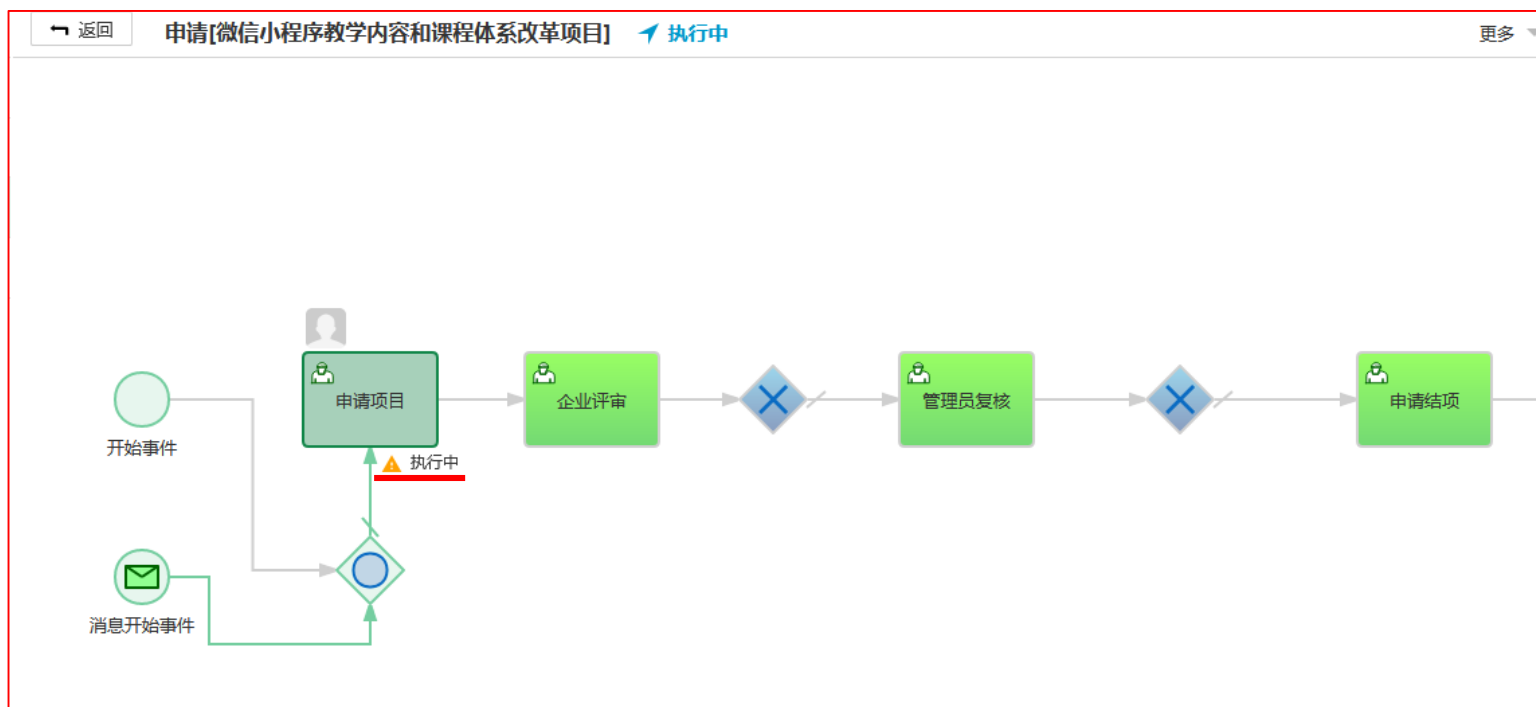 返回 申请[微信小程序教学内容和课程体系改革项目] 执行中 更多
申请项目 企业评审 管理员复核 申请结项
开始事件
执行中
消息开始事件